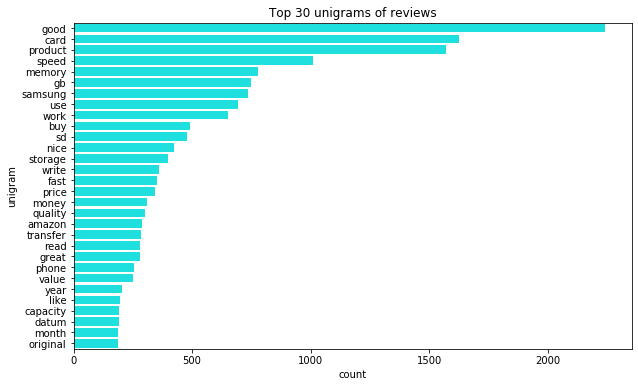 Top 30 unigrams of reviews
unigram
good
card
product
speed
memory
gb
samsung
use
work
buy
sd
nice
storage
write
fast
price
money
quality
amazon
transfer
read
great
phone
value
year
like
capacity
datum
month
original
0 500 1000 1500 2000
count